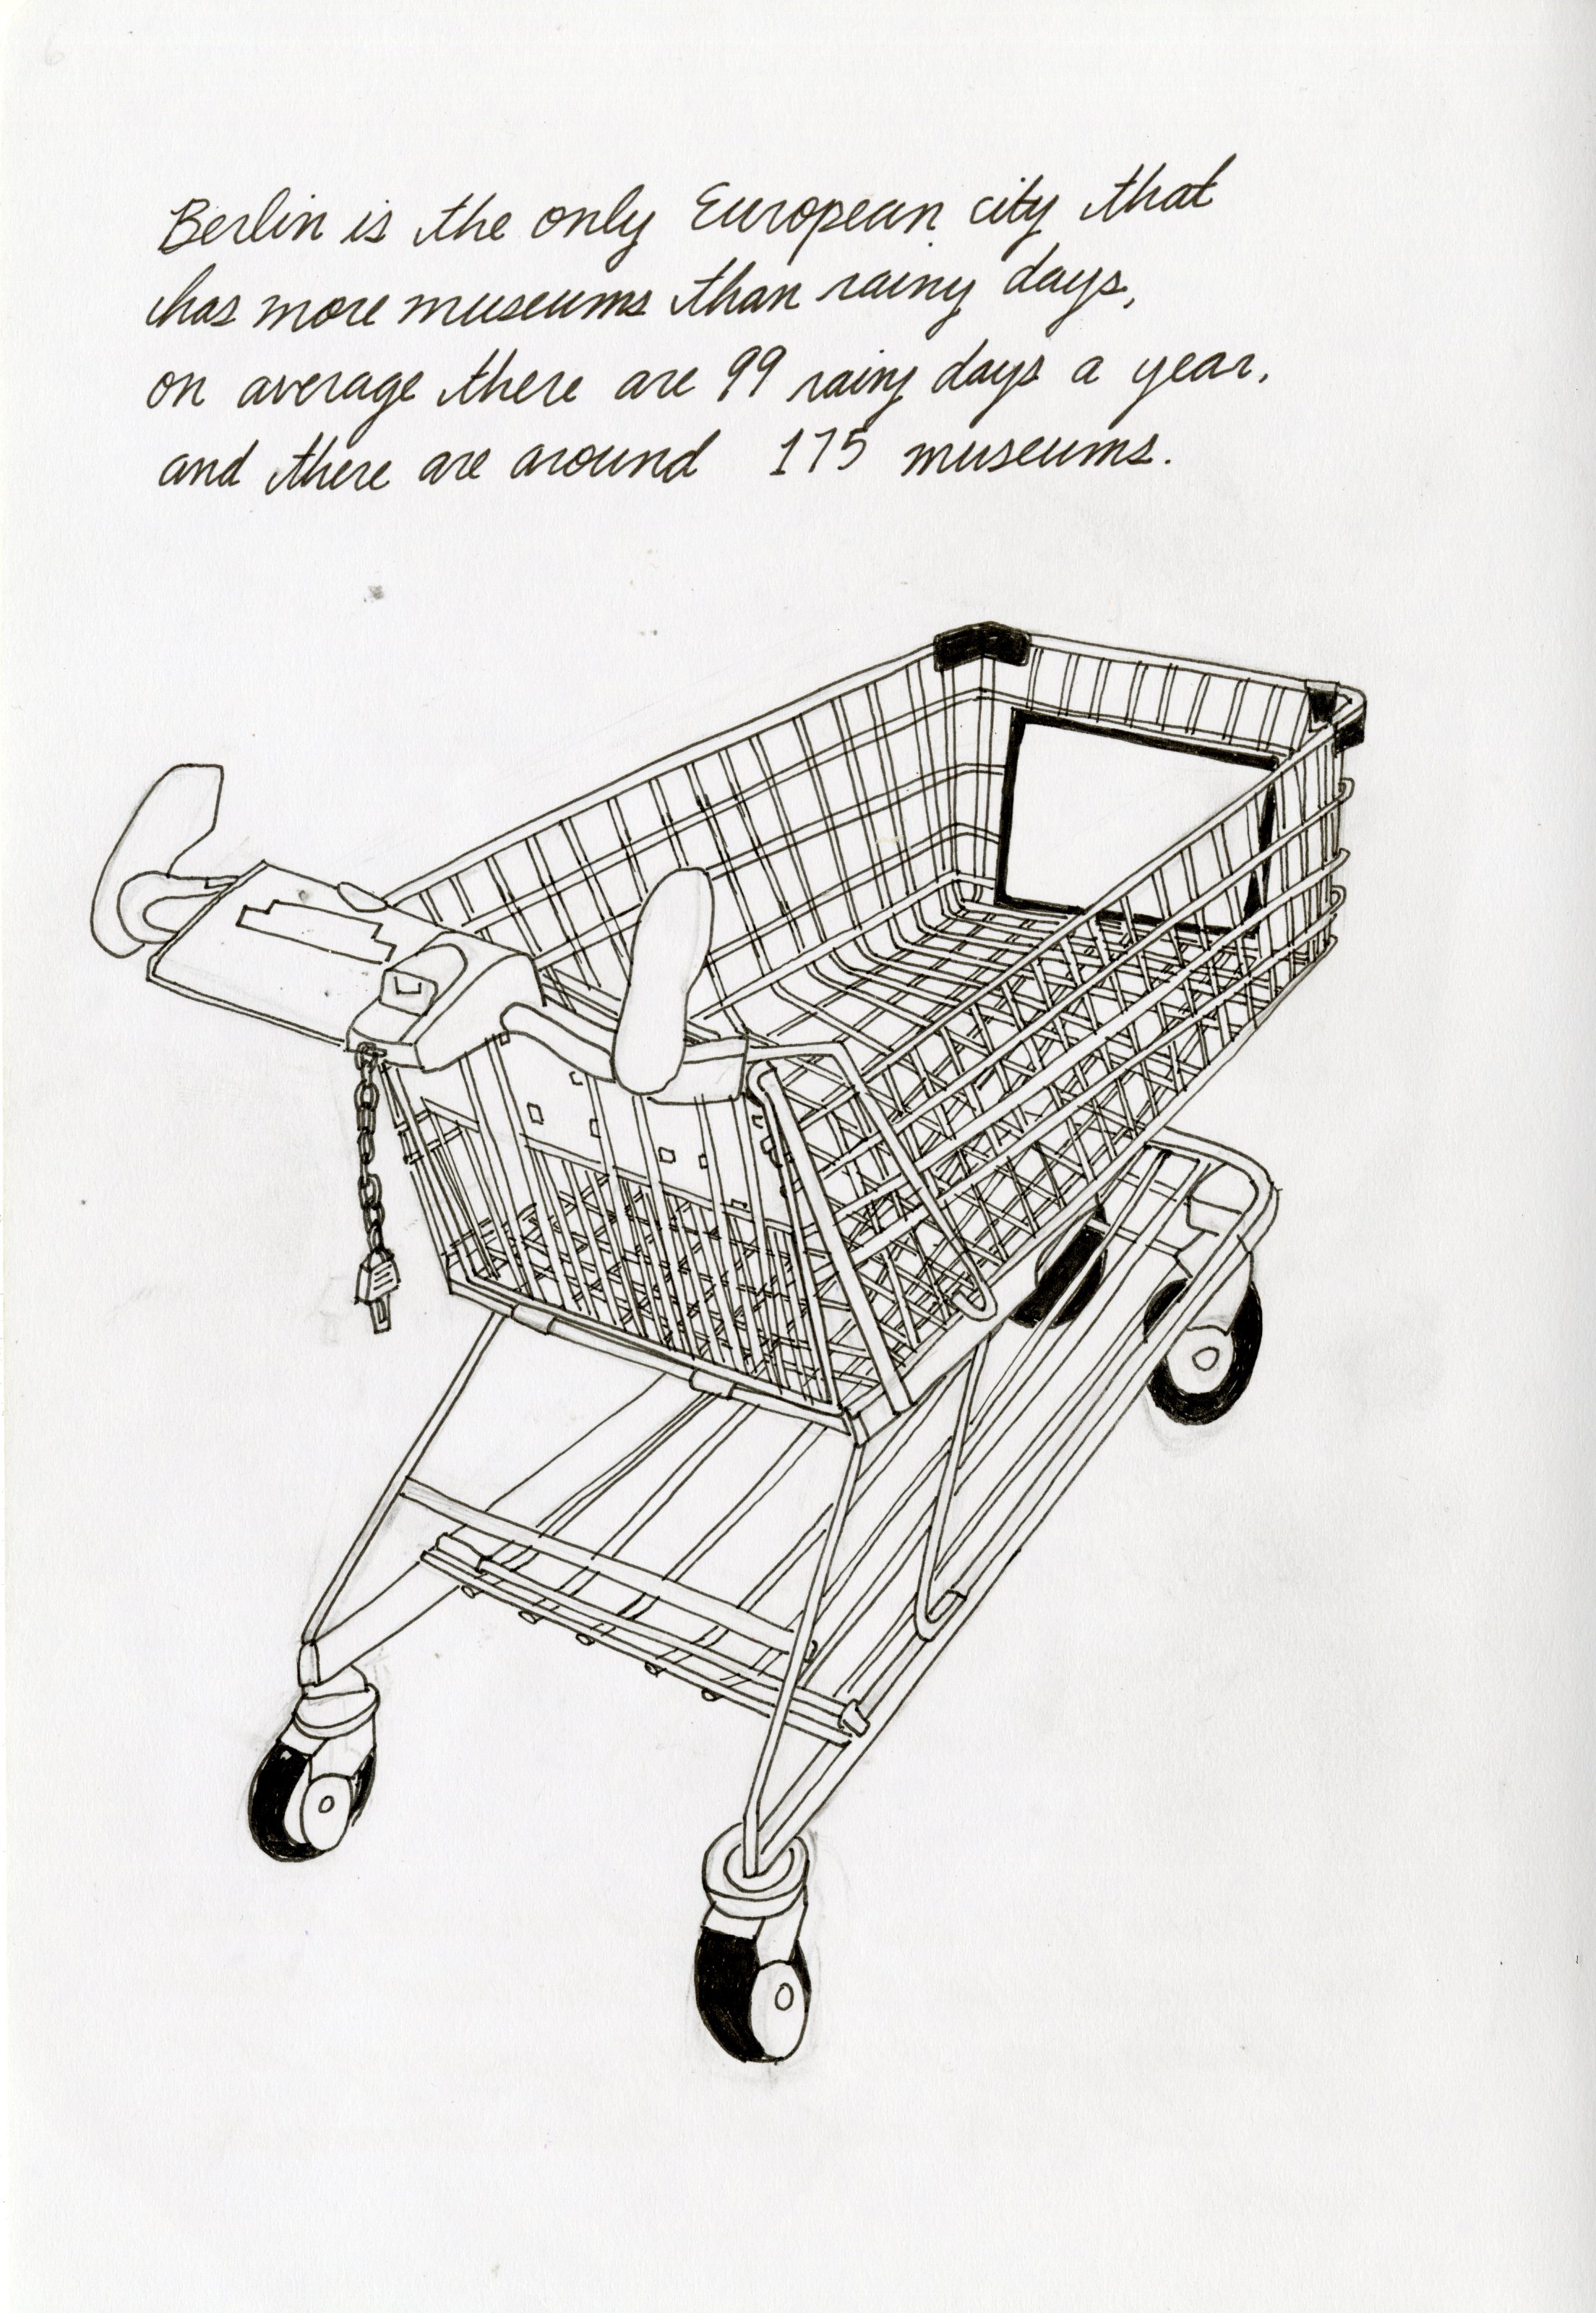 Berlin is the only European city that
has more museums than rainy days,
on average there are 99 rainy days a year,
and there are around 175 museums.
6